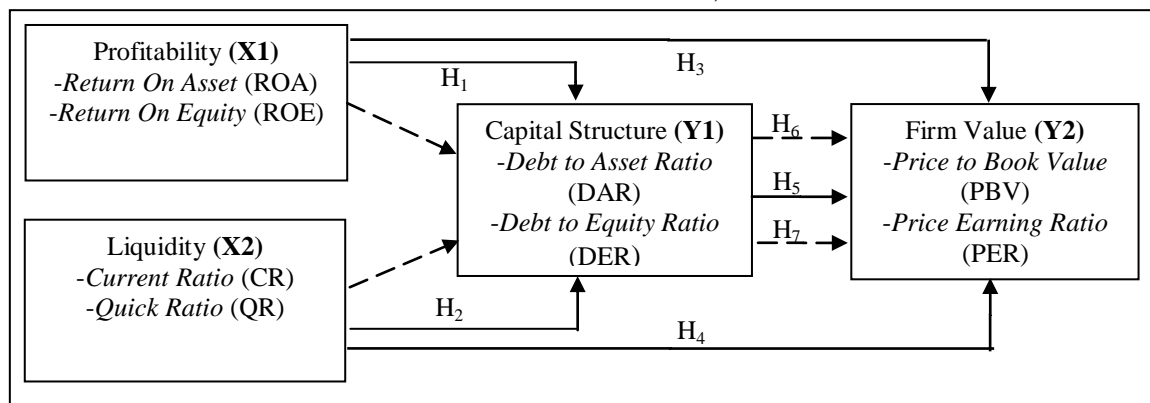 Profitability (X1)
-Return On Asset (ROA)
-Return On Equity (ROE)
H1
H3
Capital Structure (Y1)
-Debt to Asset Ratio
(DAR)
-Debt to Equity Ratio
(DER)
H6
H5
H7
Firm Value (Y2)
-Price to Book Value
(PBV)
-Price Earning Ratio
(PER)
Liquidity (X2)
-Current Ratio (CR)
-Quick Ratio (QR)
H2
H4